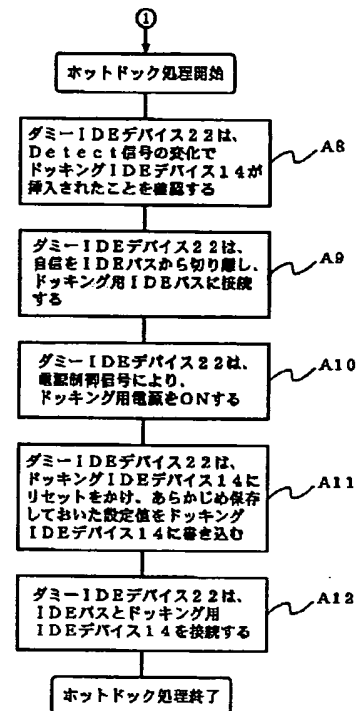 ①
ホットドック処理開始
ダミーIDEデバイス22は、
Detect信号の変化で
ドッキングIDEデバイス14が
挿入されたことを確認する
A8
ダミーIDEデバイス22は、
自信をIDEバスから切り離し、
ドッキング用IDEバスに接続
する
A9
ダミーIDEデバイス22は、
電源制御信号により、
ドッキング用電源をONする
A10
ダミーIDEデバイス22は、
ドッキングIDEデバイス14に
リセットをかけ、あらかじめ保存
しておいた設定値をドッキング
IDEデバイス14に書き込む
A11
ダミーIDEデバイス22は、
IDEバスとドッキング用
IDEデバイス14を接続する
A12
ホットドック処理終了